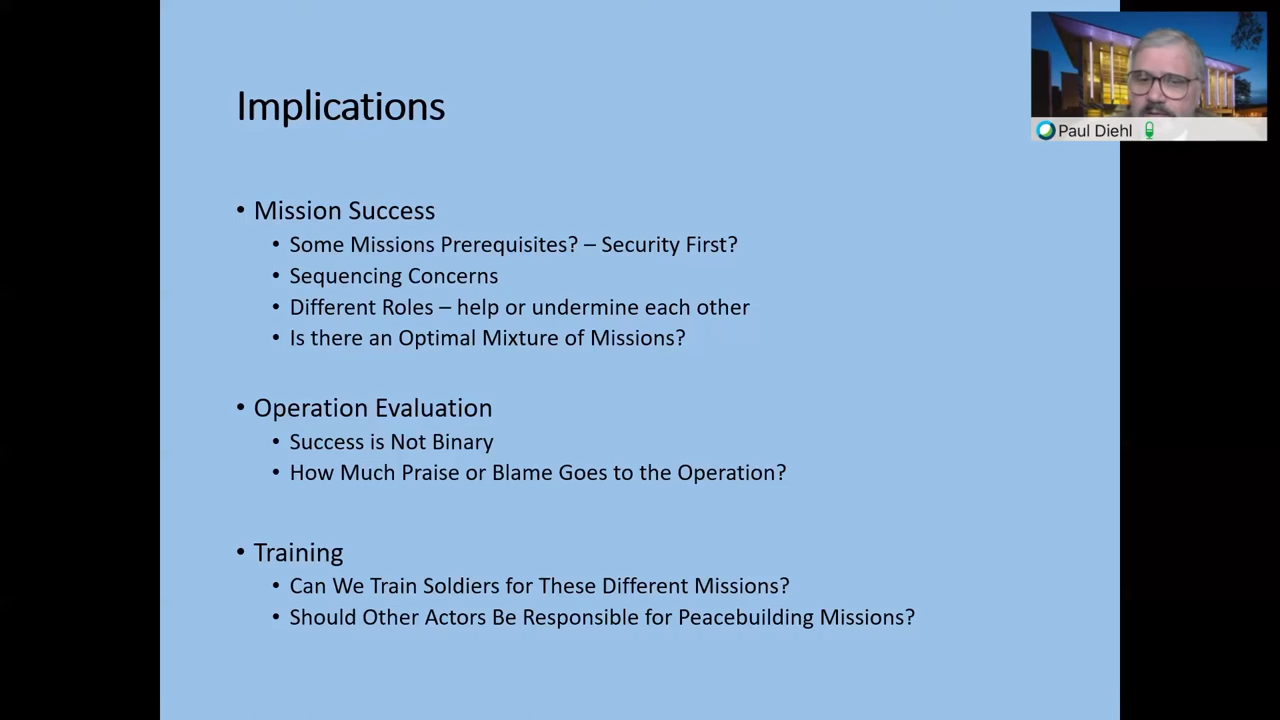 Implications
• Mission Success
• Some Missions Prerequisites? – Security First?
• Sequencing Concerns
• Different Roles – help or undermine each other
• Is there an Optimal Mixture of Missions?
• Operation Evaluation
• Success is Not Binary
• How Much Praise or Blame Goes to the Operation?
• Training
• Can We Train Soldiers for These Different Missions?
• Should Other Actors Be Responsible for Peacebuilding Missions?
Paul Diehl